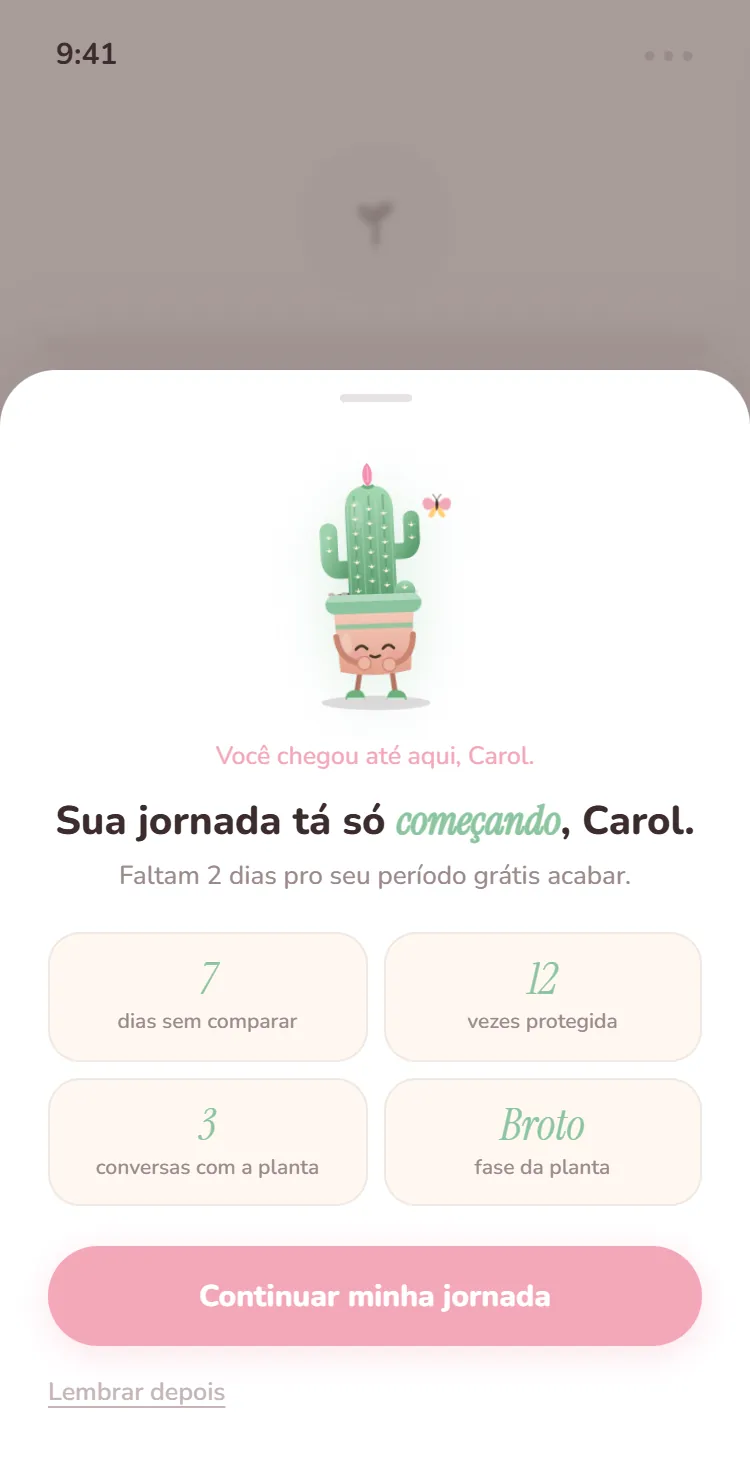 9:41
Você chegou até aqui, Carol.
Sua jornada tá só começando, Carol.
Faltam 2 dias pro seu período grátis acabar.
7
dias sem comparar
12
vezes protegida
3
conversas com a planta
Broto
fase da planta
Continuar minha jornada
Lembrar depois